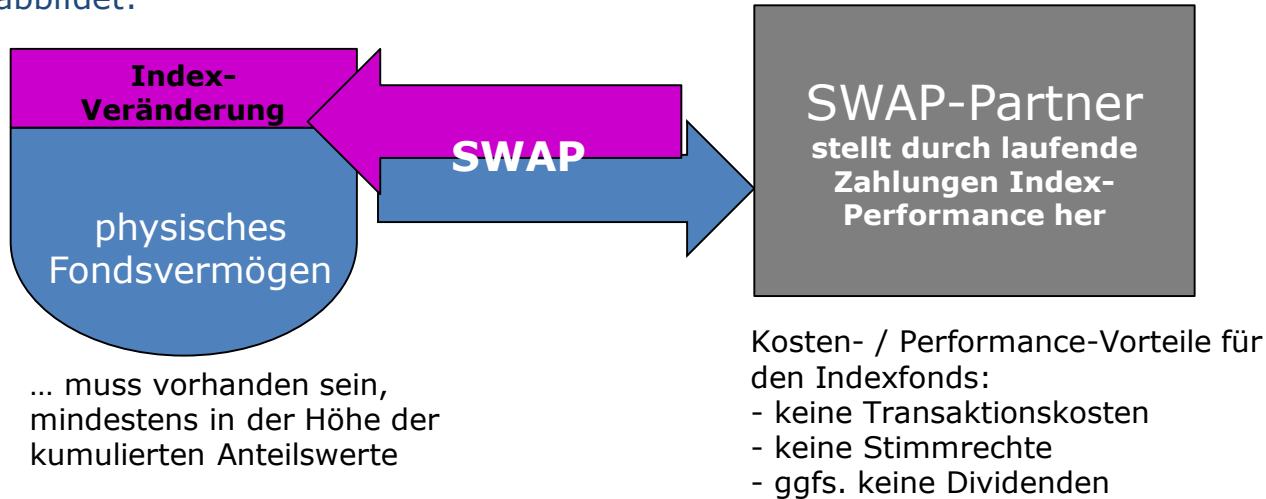 abbildet:
Index-
Veränderung
physisches
Fondsvermögen
SWAP
SWAP-Partner
stellt durch laufende
Zahlungen Index-
Performance her
… muss vorhanden sein,
mindestens in der Höhe der
kumulierten Anteilswerte
Kosten- / Performance-Vorteile für
den Indexfonds:
- keine Transaktionskosten
- keine Stimmrechte
- ggfs. keine Dividenden